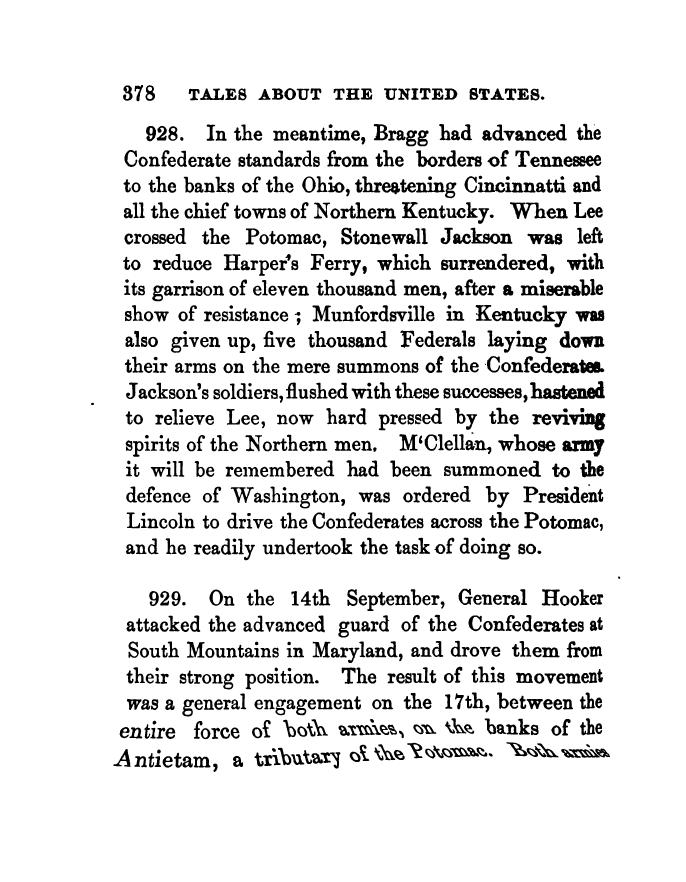 378 TALES ABOUT THE UNITED STATES.
928. In the meantime, Bragg had advanced the
Confederate standards from the borders of Tennessee
to the banks of the Ohio, threatening Cincinnatti and
all the chief towns of Northern Kentucky. When Lee
crossed the Potomac, Stonewall Jackson was left
to reduce Harper's Ferry, which surrendered, with
its garrison of eleven thousand men, after a miserable
show of resistance ; Munfordsville in Kentucky was
also given up, five thousand Federals laying down
their arms on the mere summons of the Confederates.
Jackson's soldiers, flushed with these successes, hastened
to relieve Lee, now hard pressed by the reviving
spirits of the Northern men. M'Clellan, whose army
it will be remembered had been summoned to the
defence of Washington, was ordered by President
Lincoln to drive the Confederates across the Potomac,
and he readily undertook the task of doing so.
929. On the 14th September, General Hooker
attacked the advanced guard of the Confederates at
South Mountains in Maryland, and drove them from
their strong position. The result of this movement
was a general engagement on the 17th, between the
entire force of both armies, on the banks of the
Antietam, a tributary of the Potomac. Both armies